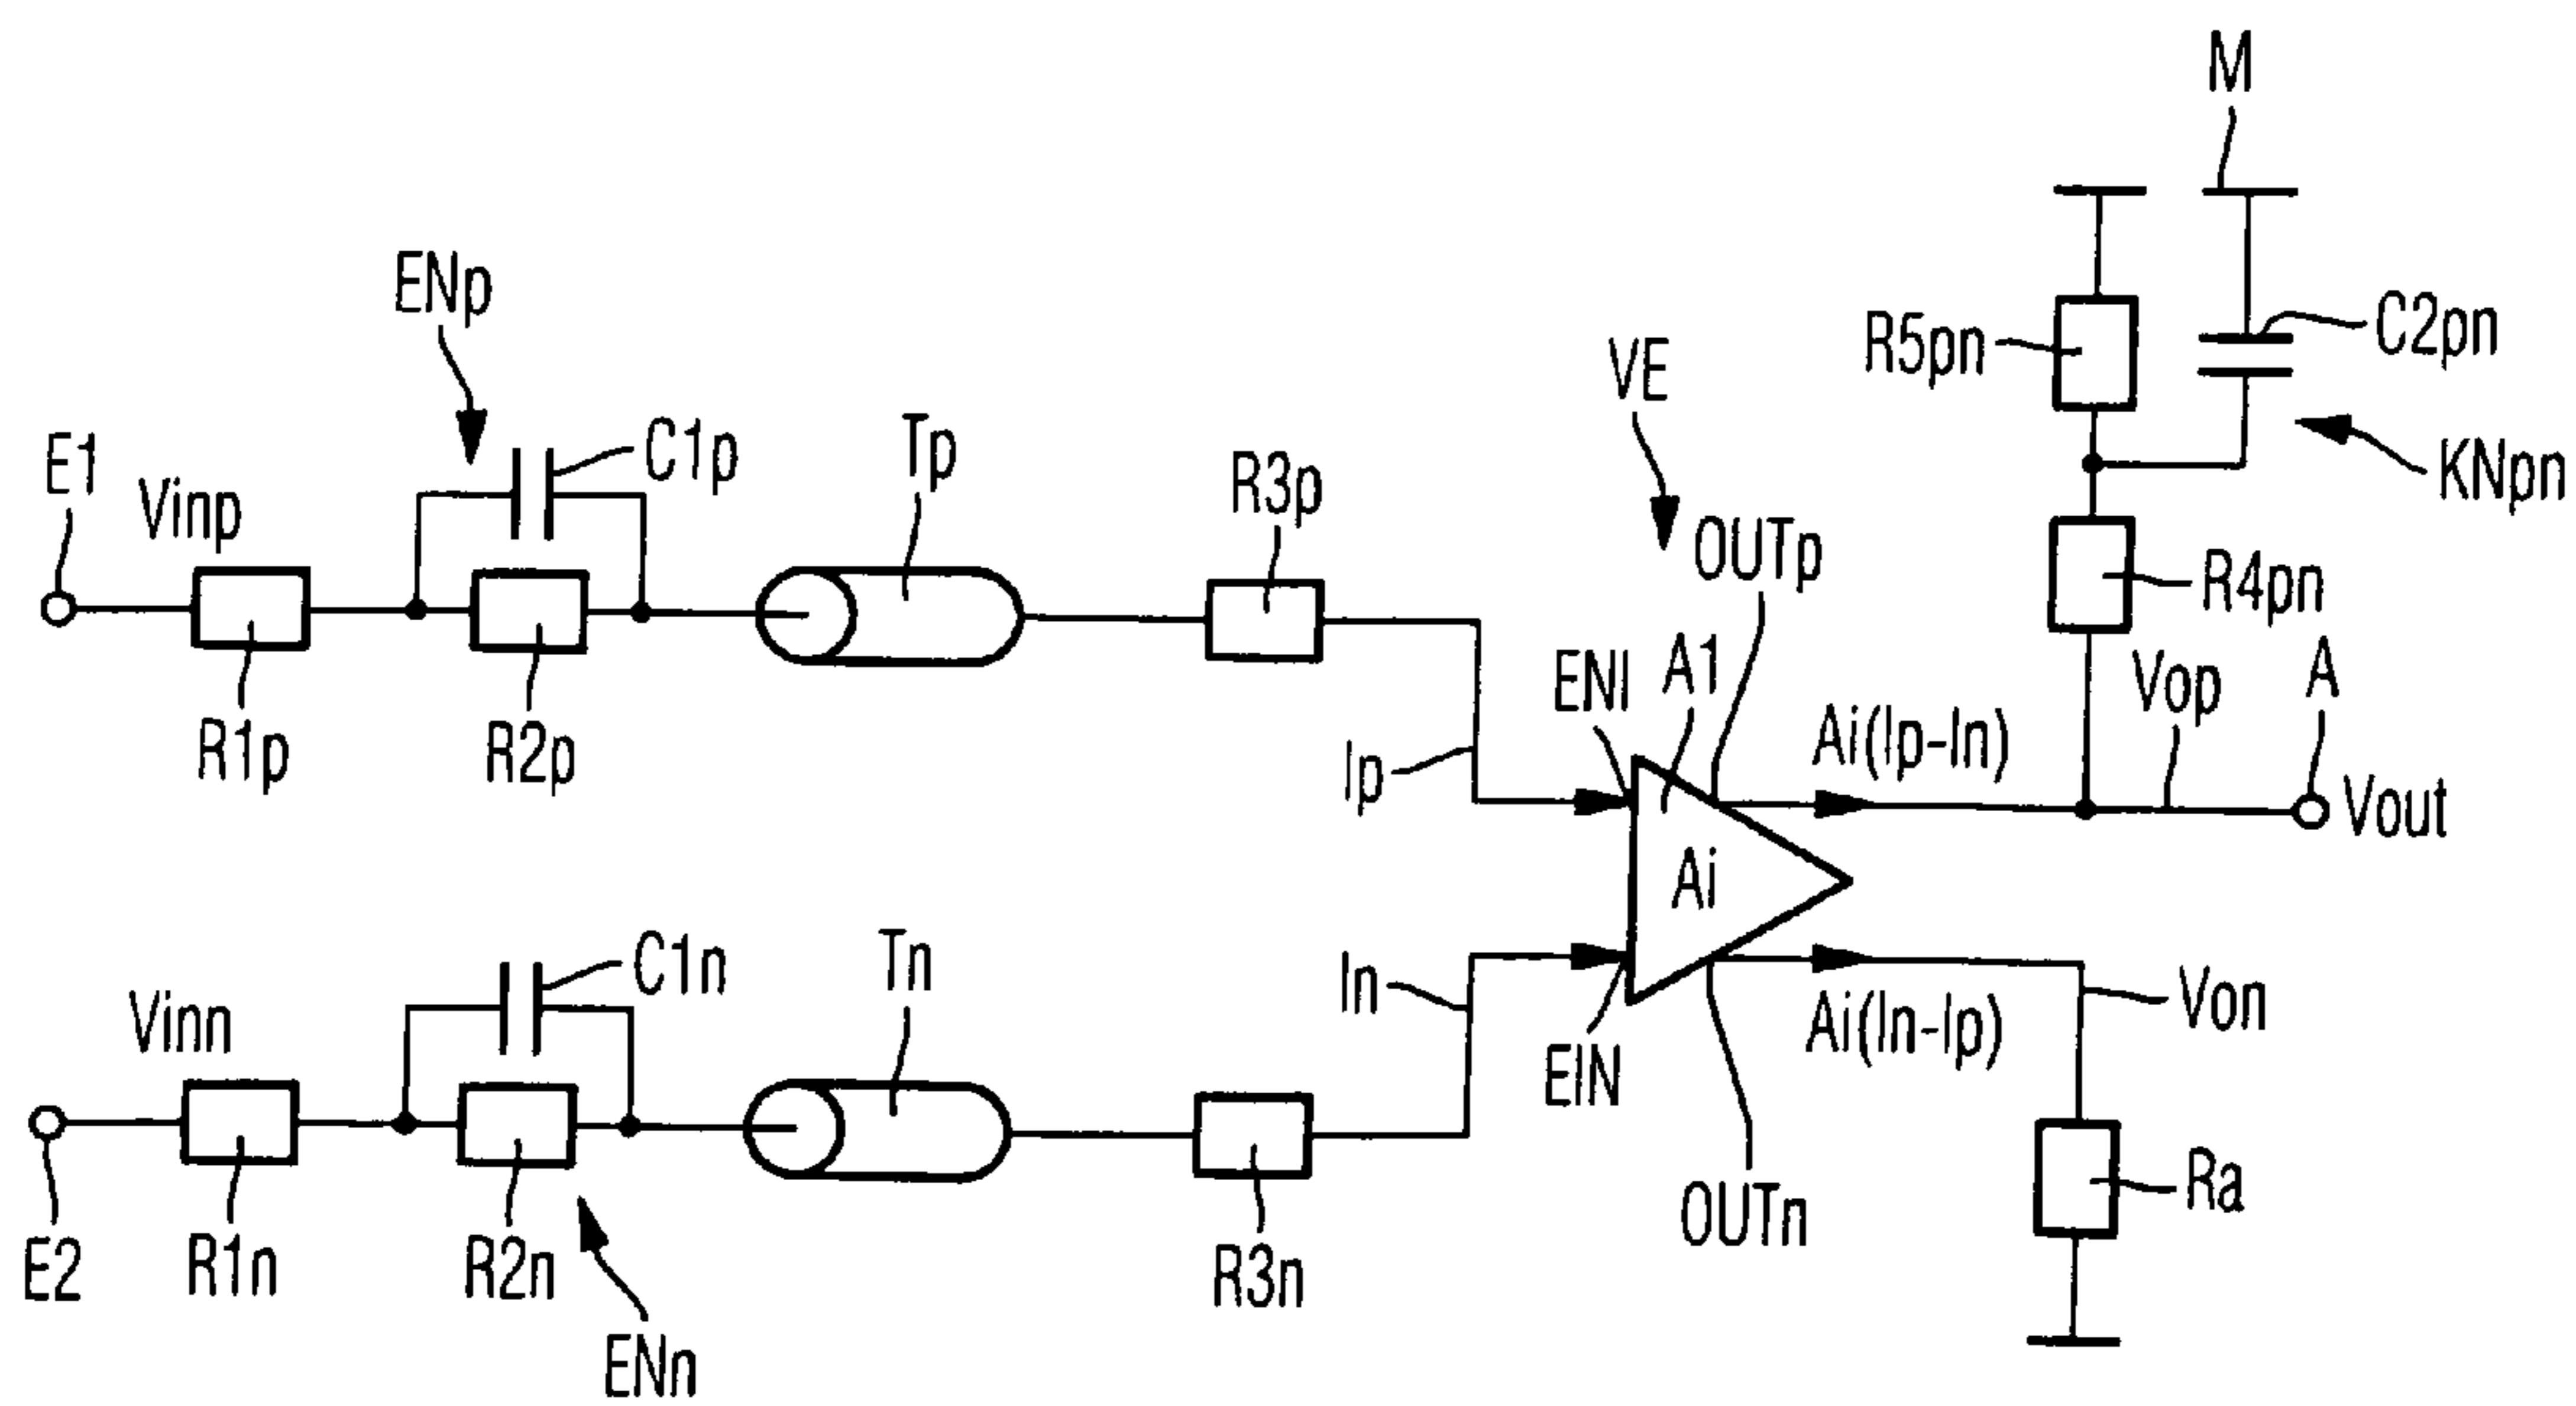 M
ENp
C2pn
R5pn
VE
C1p
Tp
E1
R3p
KNpn
Vinp
OUTp
R4pn
ENI
A1
Vop
A
R1p
R2p
Ip
Ai(Ip-In)
Vout
Ai
C1n
Tn
In
Von
Vinn
Ai(In-Ip)
EIN
Ra
OUTn
E2
R1n
R2n
R3n
ENn